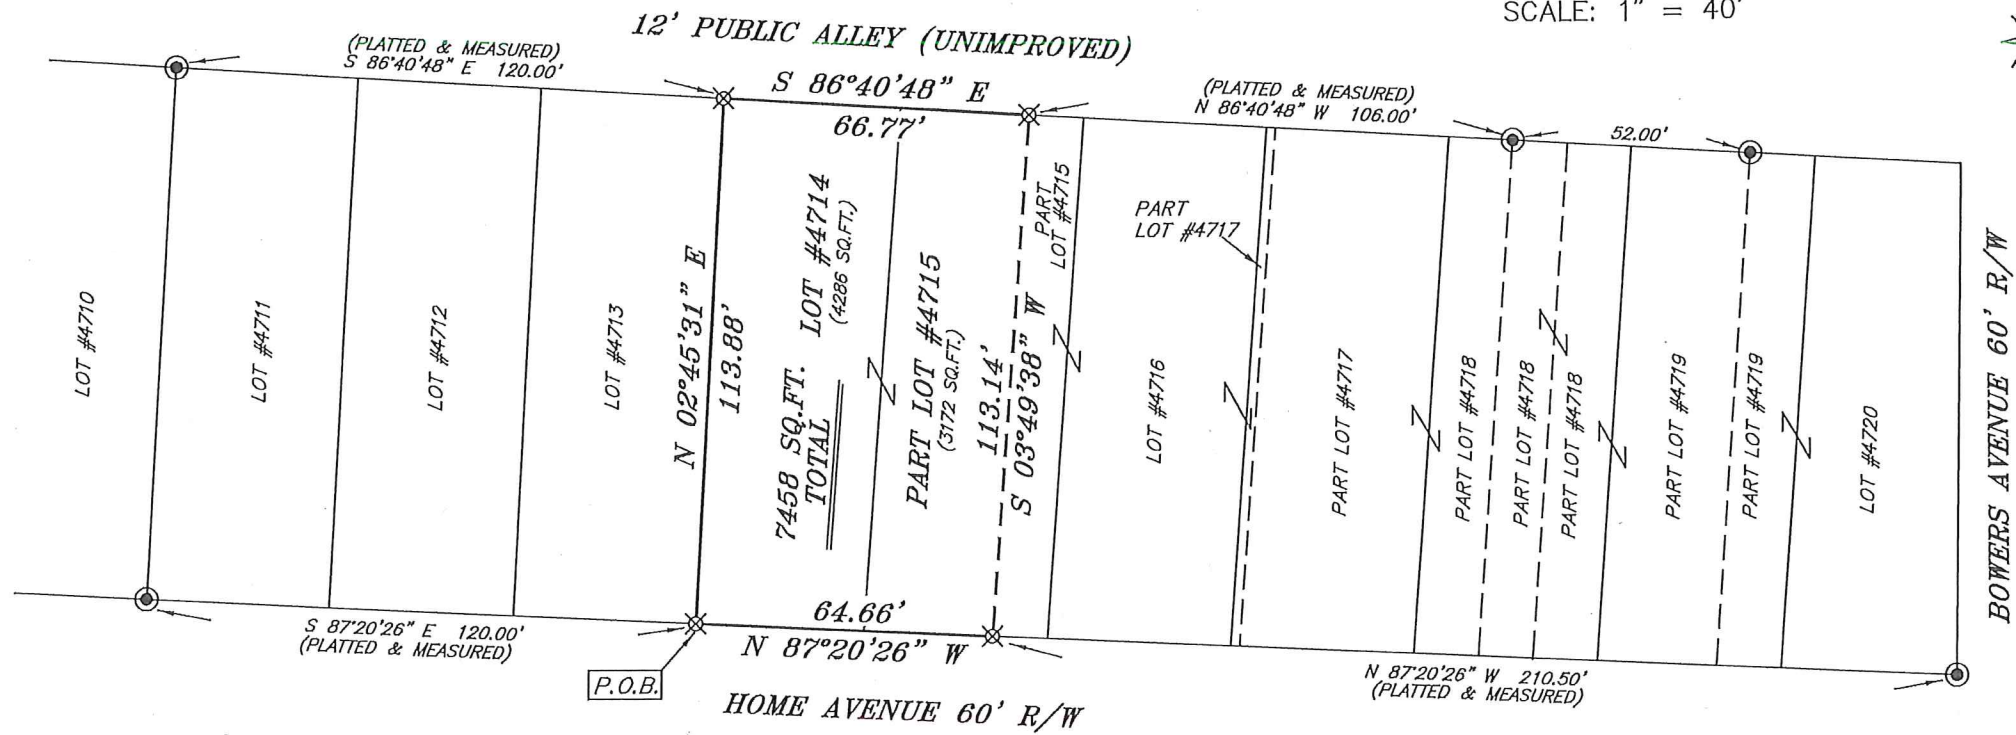 SCALE: 1" = 40'
12' PUBLIC ALLEY (UNIMPROVED)
(PLATTED & MEASURED)
S 86°40'48" E 120.00'
S 86°40'48" E
66.77'
(PLATTED & MEASURED)
N 86°40'48" W 106.00'
52.00'
LOT #4710
LOT #4711
LOT #4712
LOT #4713
N 02°45'31" E
113.88'
7458 SQ.FT.
TOTAL
LOT #4714
(4286 SQ.FT.)
PART LOT #4715
(3172 SQ.FT.)
113.14'
S 03°49'38" W
PART
LOT #4715
LOT #4716
PART
LOT #4717
PART LOT #4717
PART LOT #4718
PART LOT #4718
PART LOT #4718
PART LOT #4719
PART LOT #4719
LOT #4720
BOWERS AVENUE 60' R/W
S 87°20'26" E 120.00'
(PLATTED & MEASURED)
64.66'
N 87°20'26" W
N 87°20'26" W 210.50'
(PLATTED & MEASURED)
P.O.B.
HOME AVENUE 60' R/W